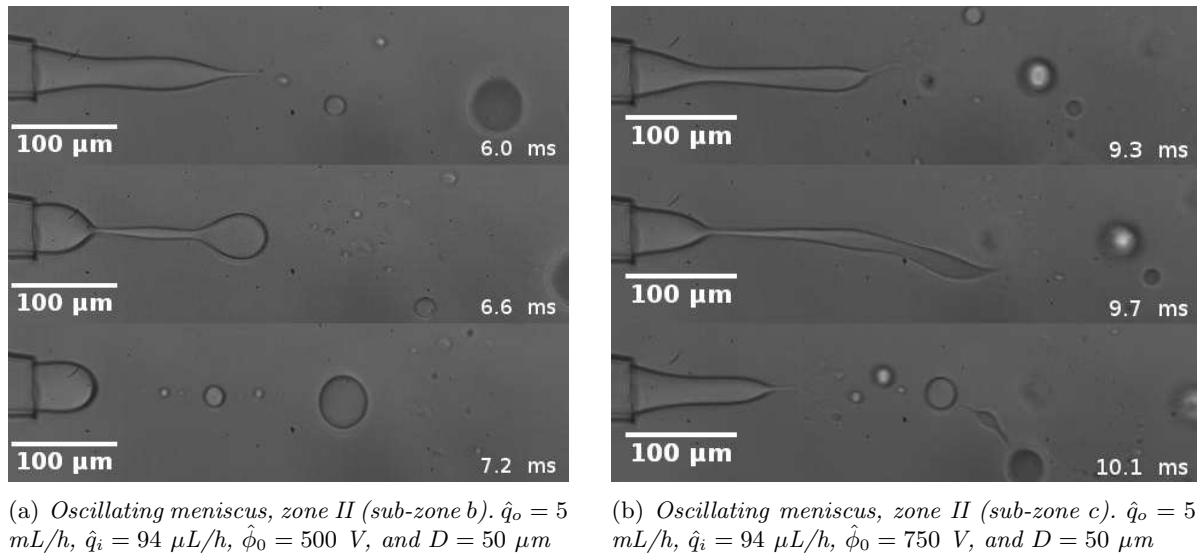 100 µm
6.0 ms
100 µm
6.6 ms
100 µm
7.2 ms
100 µm
9.3 ms
100 µm
9.7 ms
100 µm
10.1 ms
(a) Oscillating meniscus, zone II (sub-zone b). q̂ₒ = 5
mL/h, q̂ᵢ = 94 µL/h, ϕ̂₀ = 500 V, and D = 50 µm
(b) Oscillating meniscus, zone II (sub-zone c). q̂ₒ = 5
mL/h, q̂ᵢ = 94 µL/h, ϕ̂₀ = 750 V, and D = 50 µm